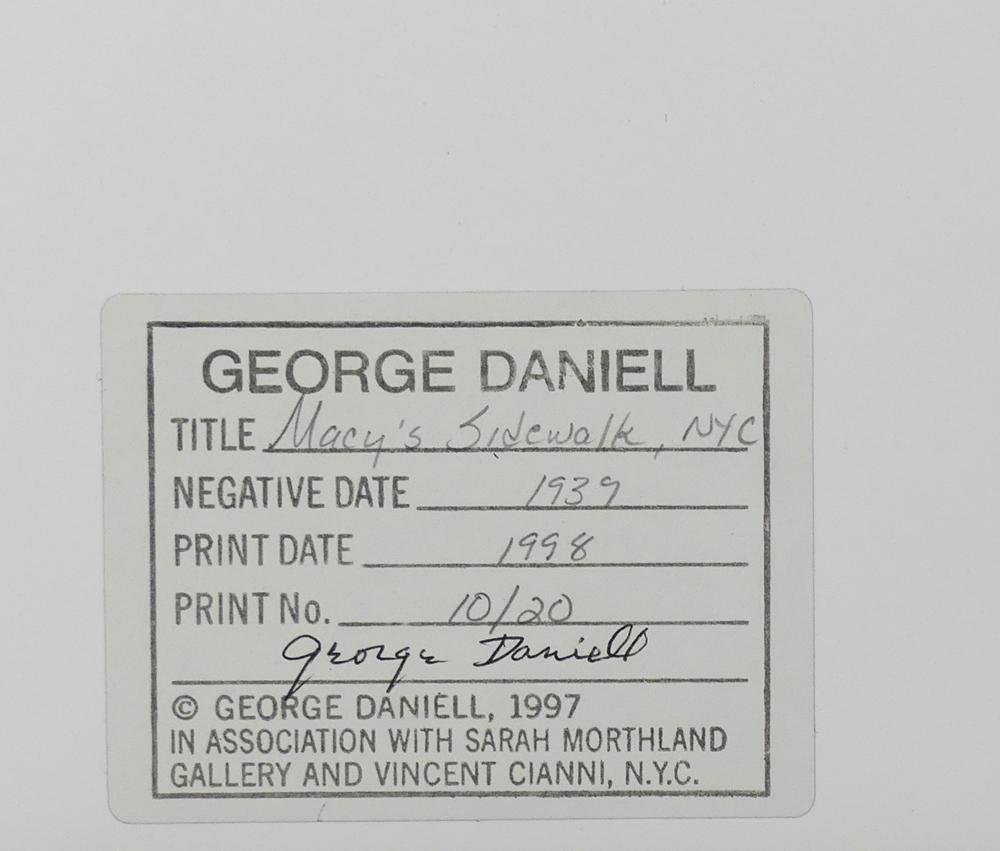 GEORGE DANIELL
TITLE Macy's Sidewalk, NYC
NEGATIVE DATE 1939
PRINT DATE 1998
PRINT No. 10/20
George Daniell
© GEORGE DANIELL, 1997
IN ASSOCIATION WITH SARAH MORTHLAND
GALLERY AND VINCENT CIANNI, N.Y.C.